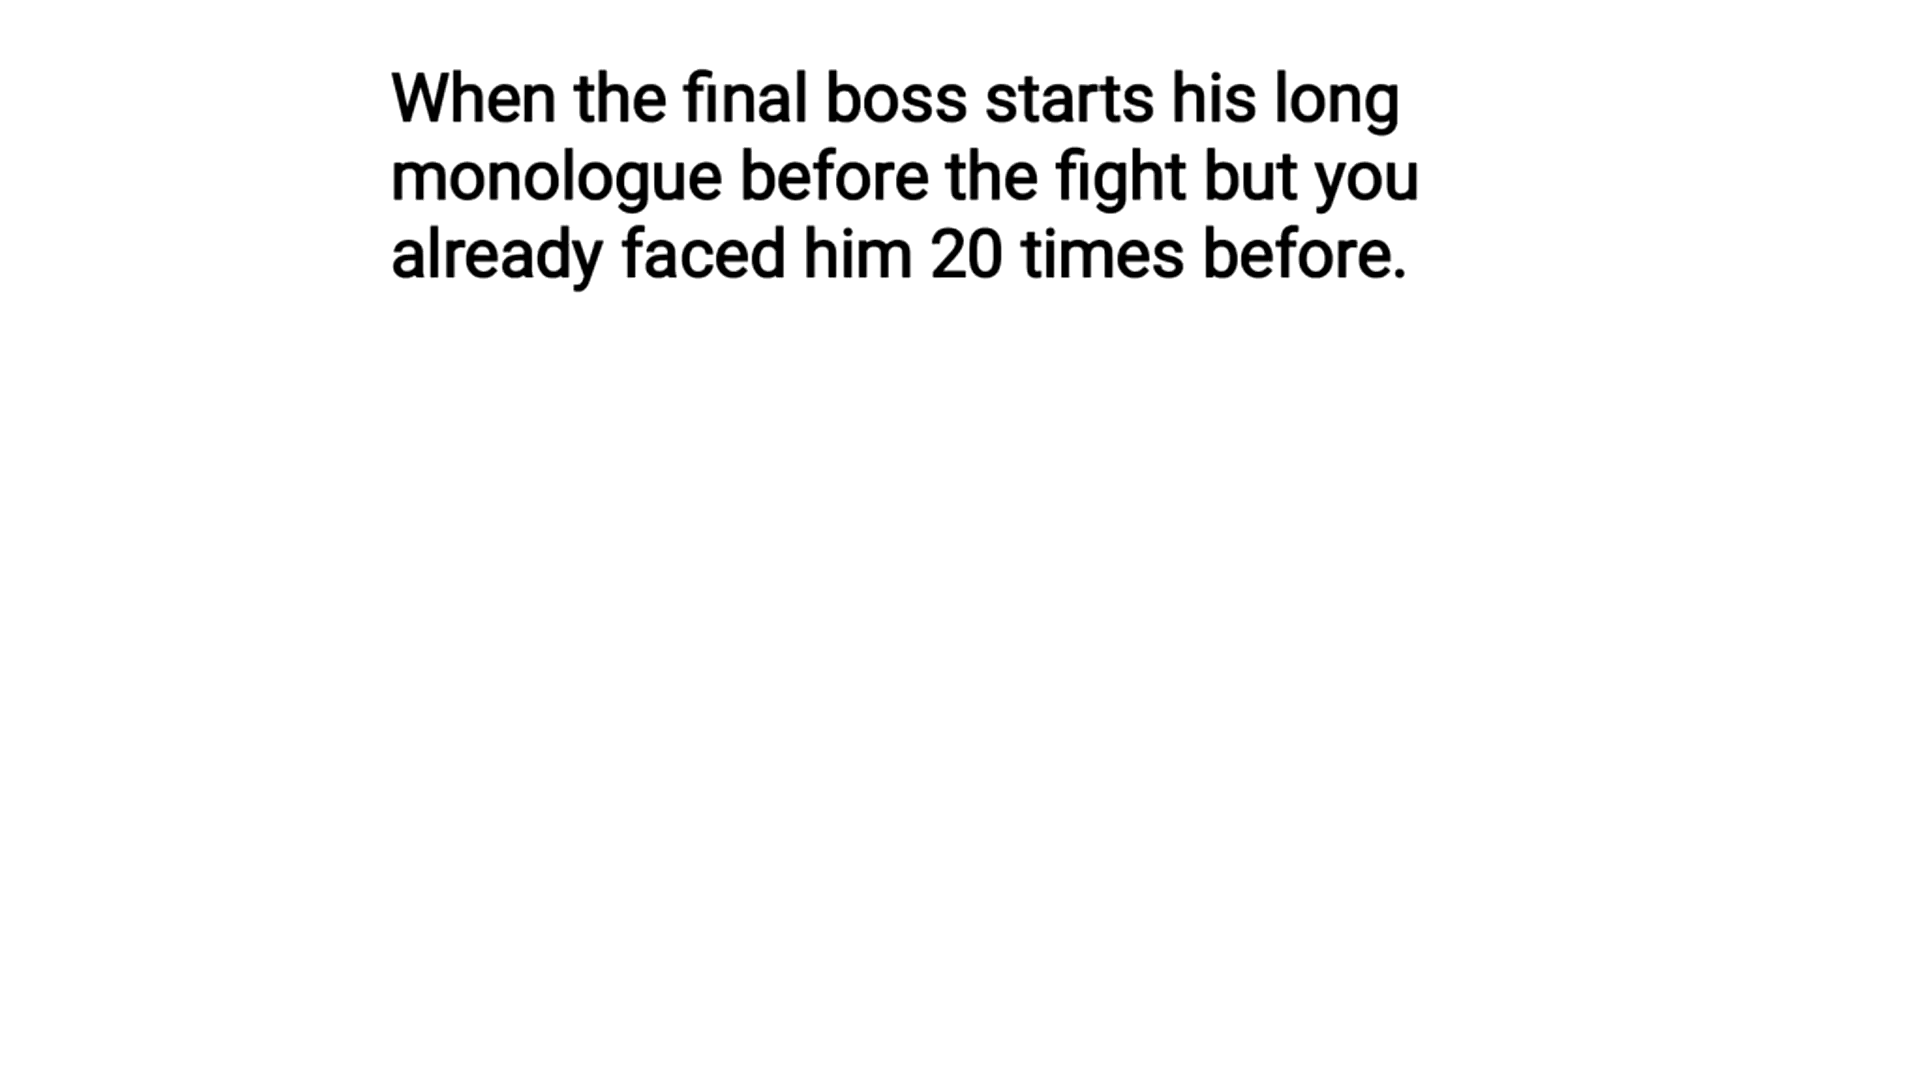 When the final boss starts his long
monologue before the fight but you
already faced him 20 times before.